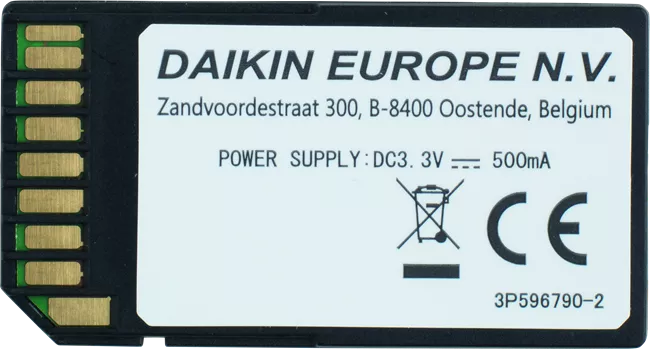 DAIKIN EUROPE N.V.
Zandvoordestraat 300, B-8400 Oostende, Belgium
POWER SUPPLY:DC3.3V ⎓ 500mA
CE
3P596790-2